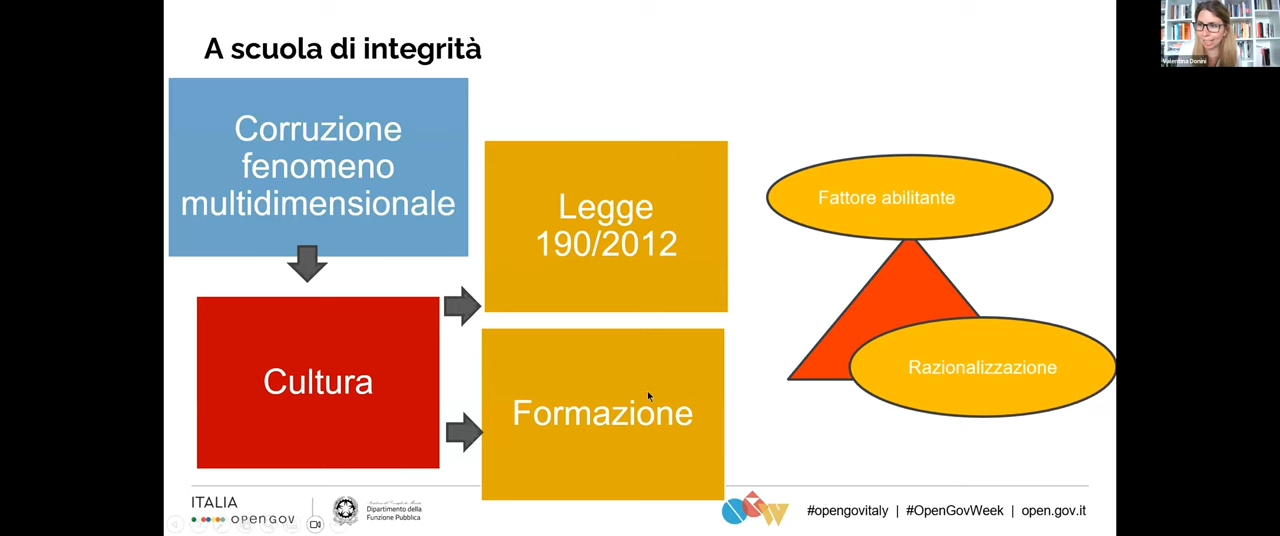 A scuola di integrità
Corruzione
fenomeno
multidimensionale
Cultura
Legge
190/2012
Formazione
Fattore abilitante
Razionalizzazione
Valentina Donini
ITALIA
OPEN GOV
Dipartimento della
Funzione Pubblica
#opengovitaly | #OpenGovWeek | open.gov.it